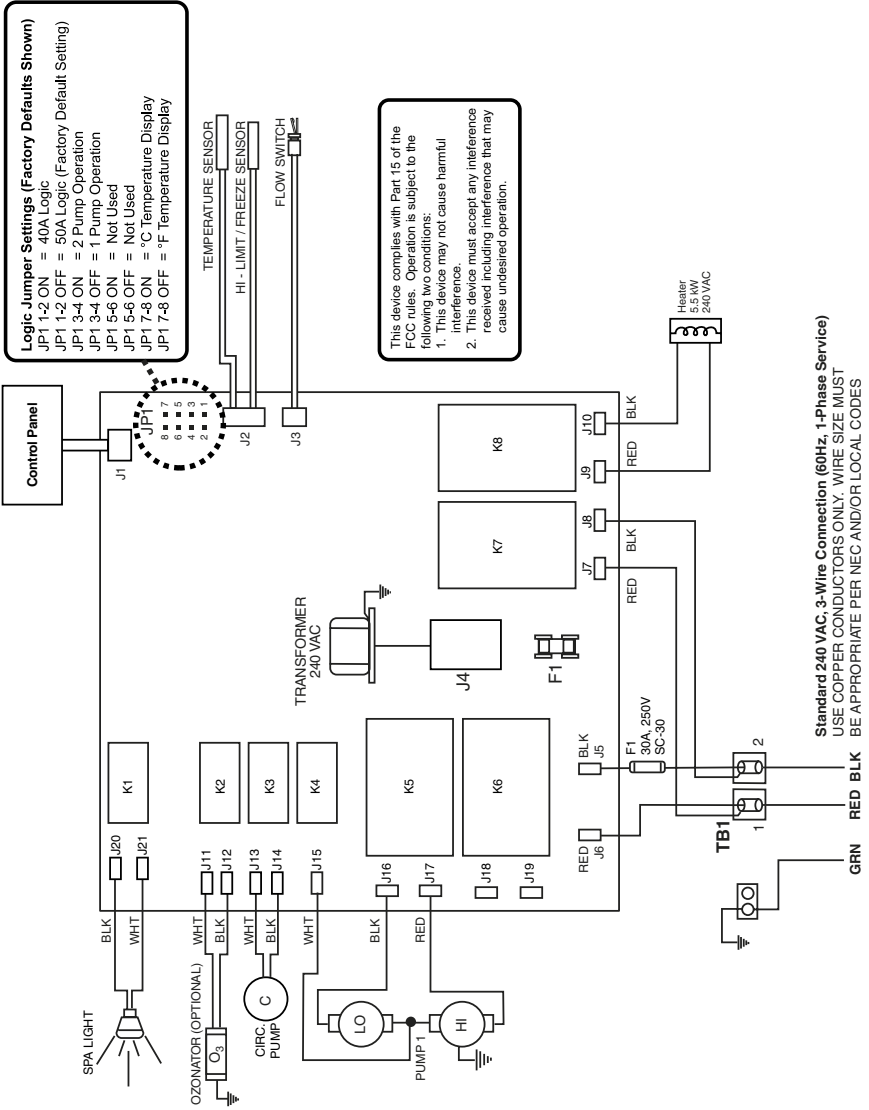 Logic Jumper Settings (Factory Defaults Shown)
JP1 1-2 ON = 40A Logic
JP1 1-2 OFF = 50A Logic (Factory Default Setting)
JP1 3-4 ON = 2 Pump Operation
JP1 3-4 OFF = 1 Pump Operation
JP1 5-6 ON = Not Used
JP1 5-6 OFF = Not Used
JP1 7-8 ON = °C Temperature Display
JP1 7-8 OFF = °F Temperature Display
Control Panel
J1
JP1
8 7
6 5
4 3
2 1
TEMPERATURE SENSOR
HI - LIMIT / FREEZE SENSOR
J2
FLOW SWITCH
J3
This device complies with Part 15 of the
FCC rules. Operation is subject to the
following two conditions:
1. This device may not cause harmful
interference.
2. This device must accept any inteference
received including interference that may
cause undesired operation.
SPA LIGHT
BLK
WHT
J20
J21
K1
OZONATOR (OPTIONAL)
O3
WHT
BLK
J11
J12
K2
CIRC.
PUMP
C
WHT
BLK
J13
J14
K3
WHT
J15
K4
PUMP 1
LO
HI
BLK
RED
J16
J17
K5
J18
J19
K6
TRANSFORMER
240 VAC
J4
F1
K7
K8
RED
J6
BLK
J5
F1
30A, 250V
SC-30
RED
J7
BLK
J8
RED
J9
BLK
J10
Heater
5.5 kW
240 VAC
TB1
1
2
GRN
RED
BLK
Standard 240 VAC, 3-Wire Connection (60Hz, 1-Phase Service)
USE COPPER CONDUCTORS ONLY. WIRE SIZE MUST
BE APPROPRIATE PER NEC AND/OR LOCAL CODES